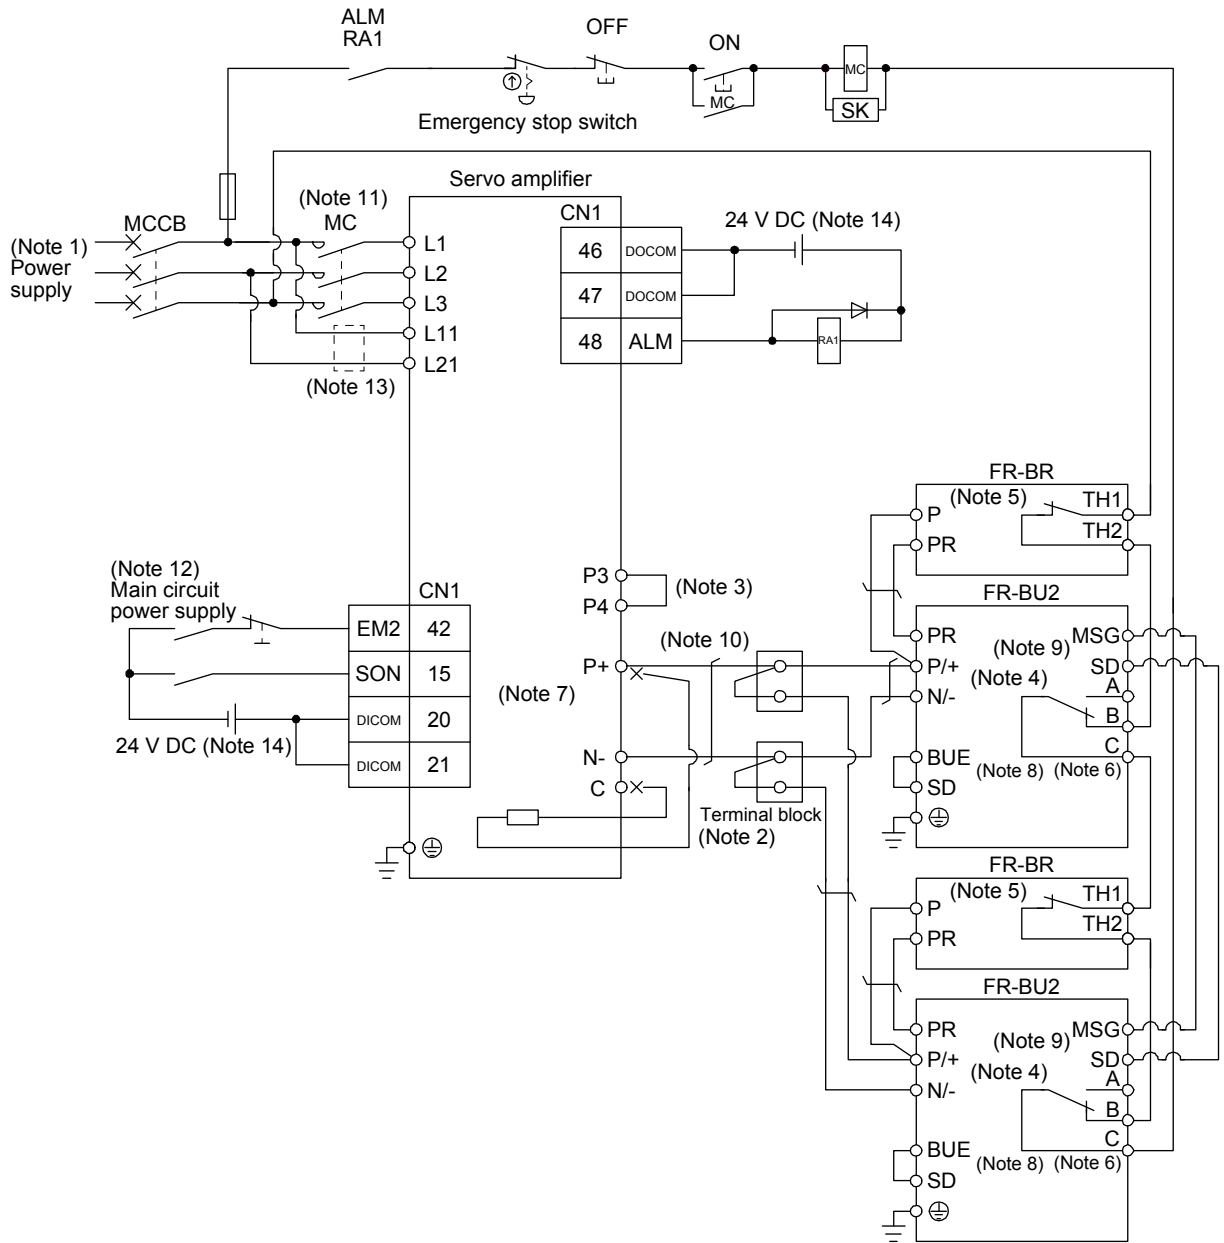 ALM
RA1
OFF
ON
MC
MC
SK
Emergency stop switch
Servo amplifier
(Note 11)
MCCB
MC
(Note 1)
Power
supply
L1
L2
L3
L11
L21
(Note 13)
CN1
46 DOCOM
47 DOCOM
48 ALM
24 V DC (Note 14)
RA1
FR-BR
(Note 5)
P
PR
TH1
TH2
(Note 12)
Main circuit
power supply
CN1
EM2 42
SON 15
DICOM 20
DICOM 21
24 V DC (Note 14)
P3
P4
(Note 3)
P+
(Note 10)
(Note 7)
N-
C
Terminal block
(Note 2)
FR-BU2
PR
P/+
N/-
BUE
SD
(Note 9)
MSG
SD
(Note 4)
A
B
C
(Note 8) (Note 6)
FR-BR
(Note 5)
P
PR
TH1
TH2
FR-BU2
PR
P/+
N/-
BUE
SD
(Note 9)
MSG
SD
(Note 4)
A
B
C
(Note 8) (Note 6)